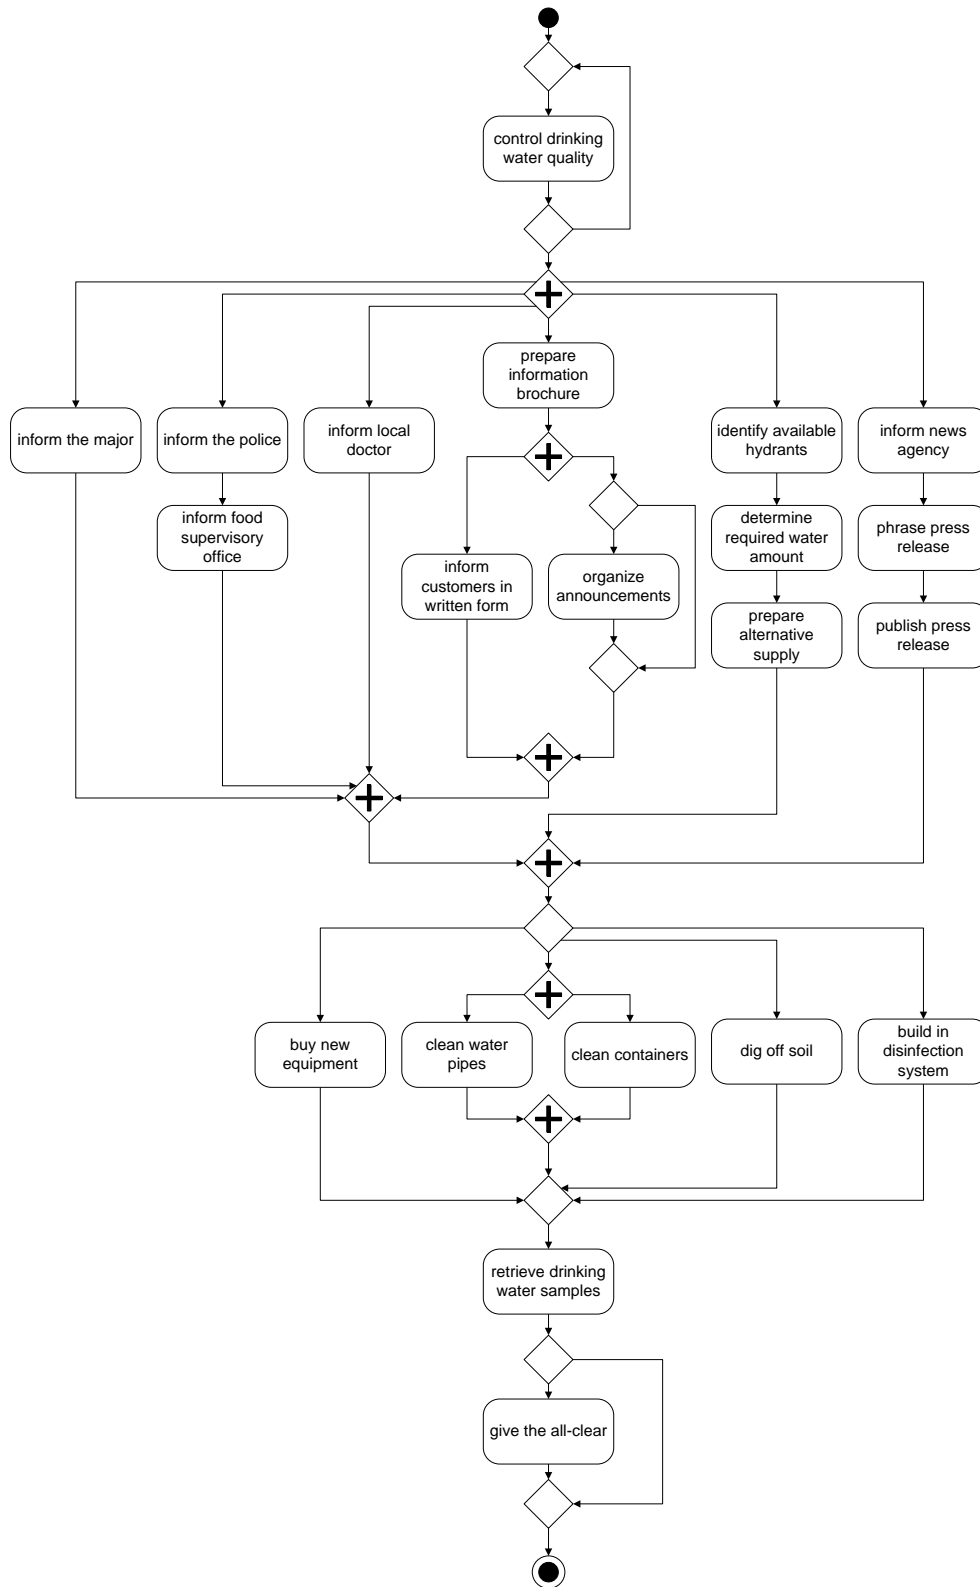 control drinking
water quality
prepare
information
brochure
inform the major
inform the police
inform local
doctor
identify available
hydrants
inform news
agency
inform food
supervisory
office
determine
required water
amount
phrase press
release
inform
customers in
written form
organize
announcements
prepare
alternative
supply
publish press
release
buy new
equipment
clean water
pipes
clean containers
dig off soil
build in
disinfection
system
retrieve drinking
water samples
give the all-clear